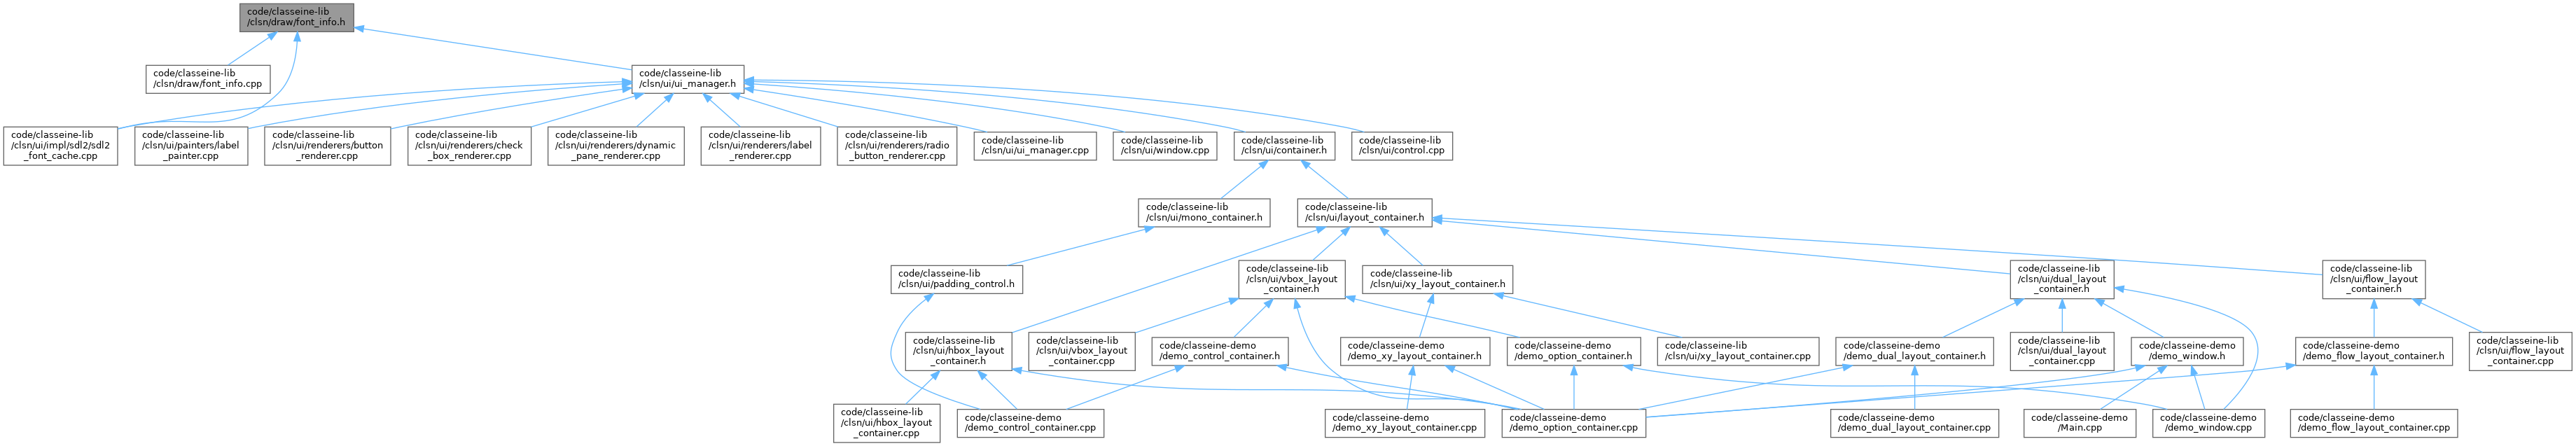 code/classeine-lib
/clsn/draw/font_info.h
code/classeine-lib
/clsn/draw/font_info.cpp
code/classeine-lib
/clsn/ui/ui_manager.h
code/classeine-lib
/clsn/ui/impl/sdl2/sdl2
_font_cache.cpp
code/classeine-lib
/clsn/ui/painters/label
_painter.cpp
code/classeine-lib
/clsn/ui/renderers/button
_renderer.cpp
code/classeine-lib
/clsn/ui/renderers/check
_box_renderer.cpp
code/classeine-lib
/clsn/ui/renderers/dynamic
_pane_renderer.cpp
code/classeine-lib
/clsn/ui/renderers/label
_renderer.cpp
code/classeine-lib
/clsn/ui/renderers/radio
_button_renderer.cpp
code/classeine-lib
/clsn/ui/ui_manager.cpp
code/classeine-lib
/clsn/ui/window.cpp
code/classeine-lib
/clsn/ui/container.h
code/classeine-lib
/clsn/ui/control.cpp
code/classeine-lib
/clsn/ui/mono_container.h
code/classeine-lib
/clsn/ui/layout_container.h
code/classeine-lib
/clsn/ui/padding_control.h
code/classeine-lib
/clsn/ui/vbox_layout
_container.h
code/classeine-lib
/clsn/ui/xy_layout_container.h
code/classeine-lib
/clsn/ui/dual_layout
_container.h
code/classeine-lib
/clsn/ui/flow_layout
_container.h
code/classeine-lib
/clsn/ui/hbox_layout
_container.h
code/classeine-lib
/clsn/ui/vbox_layout
_container.cpp
code/classeine-demo
/demo_control_container.h
code/classeine-demo
/demo_xy_layout_container.h
code/classeine-demo
/demo_option_container.h
code/classeine-lib
/clsn/ui/xy_layout_container.cpp
code/classeine-demo
/demo_dual_layout_container.h
code/classeine-lib
/clsn/ui/dual_layout
_container.cpp
code/classeine-demo
/demo_window.h
code/classeine-demo
/demo_flow_layout_container.h
code/classeine-lib
/clsn/ui/flow_layout
_container.cpp
code/classeine-lib
/clsn/ui/hbox_layout
_container.cpp
code/classeine-demo
/demo_control_container.cpp
code/classeine-demo
/demo_xy_layout_container.cpp
code/classeine-demo
/demo_option_container.cpp
code/classeine-demo
/demo_dual_layout_container.cpp
code/classeine-demo
/Main.cpp
code/classeine-demo
/demo_window.cpp
code/classeine-demo
/demo_flow_layout_container.cpp